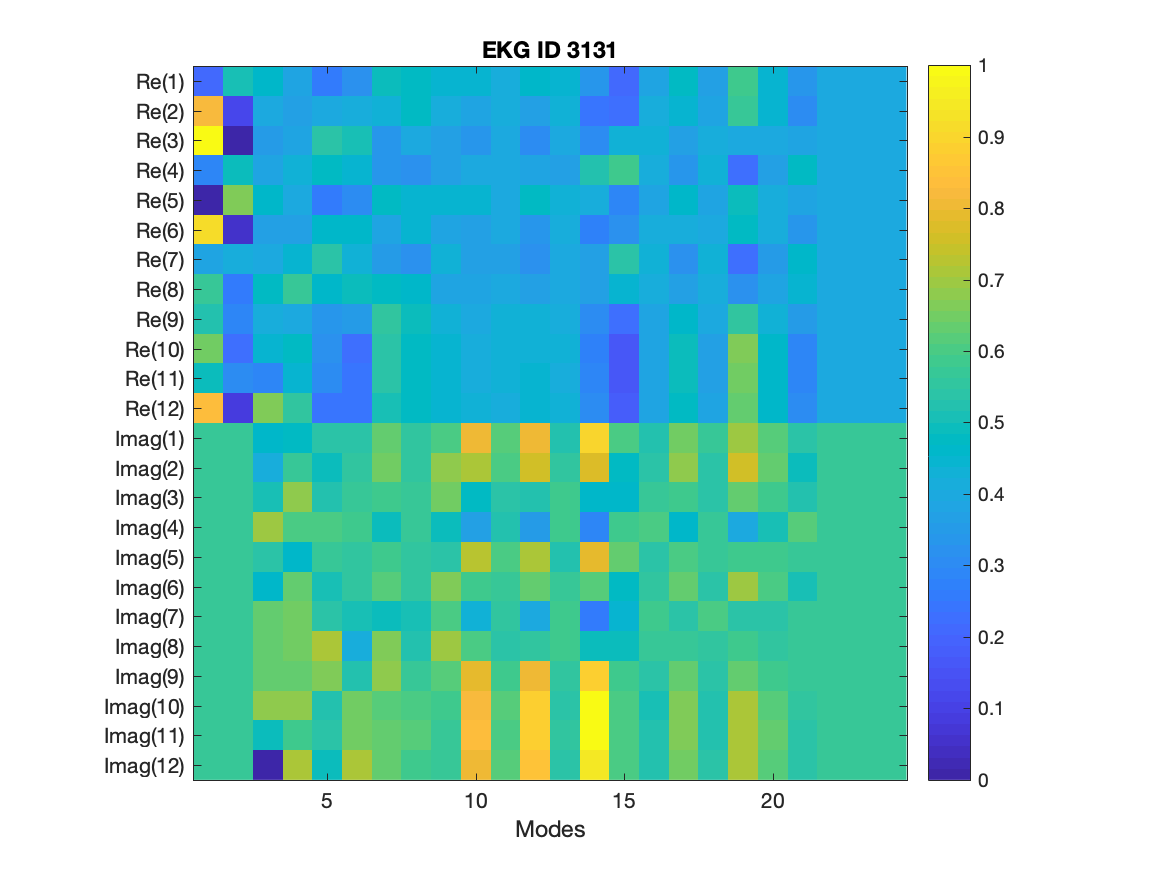 EKG ID 3131
Re(1)
Re(2)
Re(3)
Re(4)
Re(5)
Re(6)
Re(7)
Re(8)
Re(9)
Re(10)
Re(11)
Re(12)
Imag(1)
Imag(2)
Imag(3)
Imag(4)
Imag(5)
Imag(6)
Imag(7)
Imag(8)
Imag(9)
Imag(10)
Imag(11)
Imag(12)
5 10 15 20
Modes
1
0.9
0.8
0.7
0.6
0.5
0.4
0.3
0.2
0.1
0